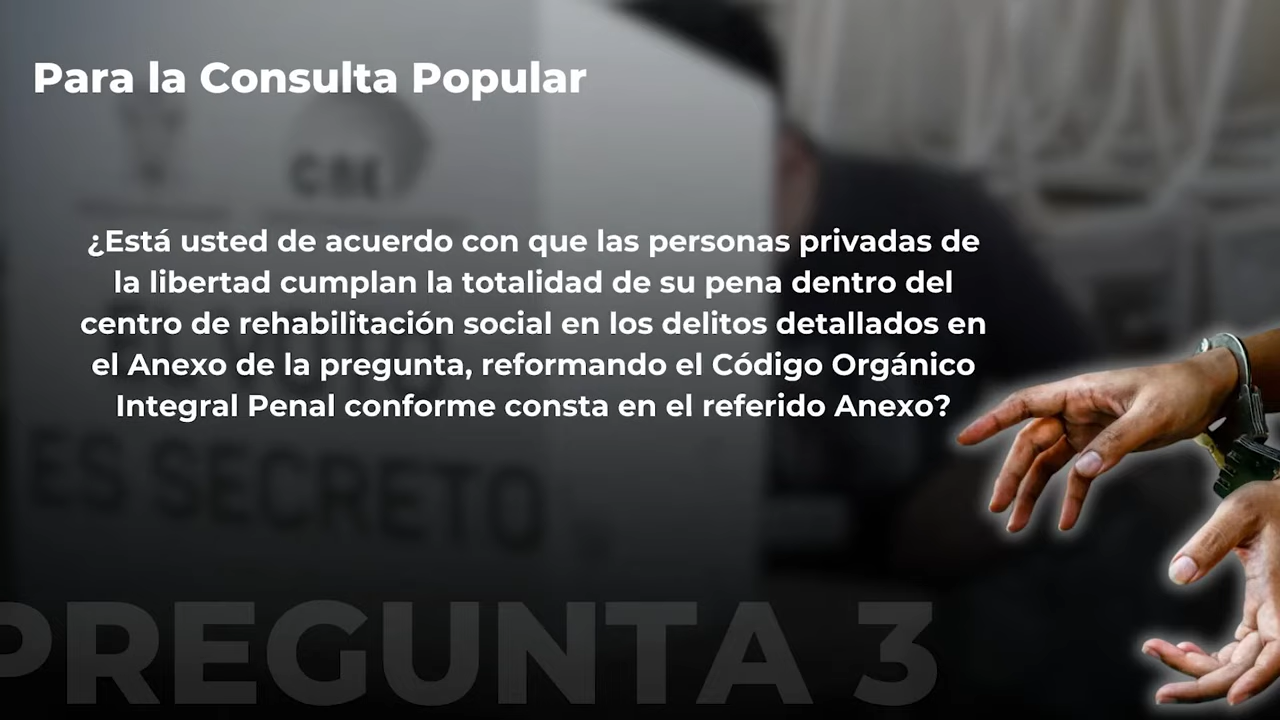 Para la Consulta Popular
CNE
¿Está usted de acuerdo con que las personas privadas de
la libertad cumplan la totalidad de su pena dentro del
centro de rehabilitación social en los delitos detallados en
el Anexo de la pregunta, reformando el Código Orgánico
Integral Penal conforme consta en el referido Anexo?
ES SECRETO
PREGUNTA 3